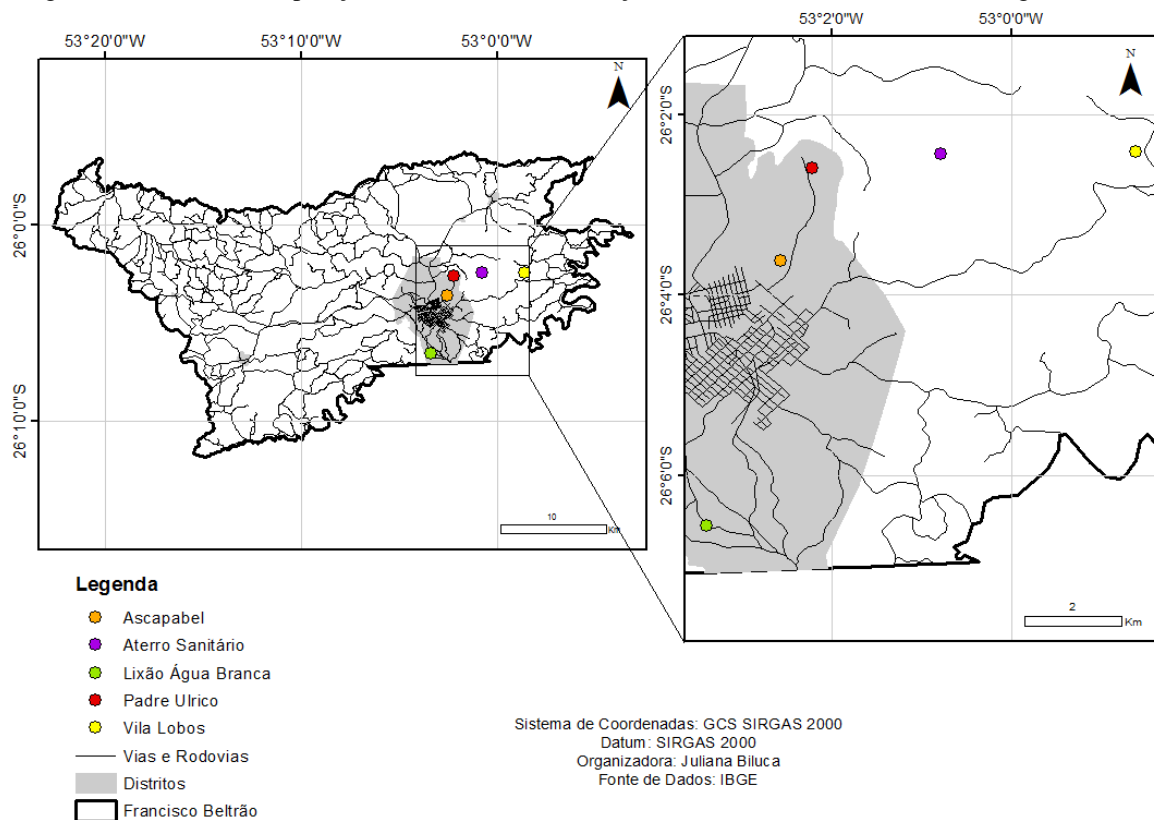 53°20'0"W 53°10'0"W 53°0'0"W
53°20'0"W 53°00'0"W
N
N
26°0'0"S
26°10'0"S
26°2'0"S
26°4'0"S
26°6'0"S
10
Km
2
Km
Legenda
Ascapabel
Aterro Sanitário
Lixão Água Branca
Padre Ulrico
Vila Lobos
Vias e Rodovias
Distritos
Francisco Beltrão
Sistema de Coordenadas: GCS SIRGAS 2000
Datum: SIRGAS 2000
Organizadora: Juliana Biluca
Fonte de Dados: IBGE